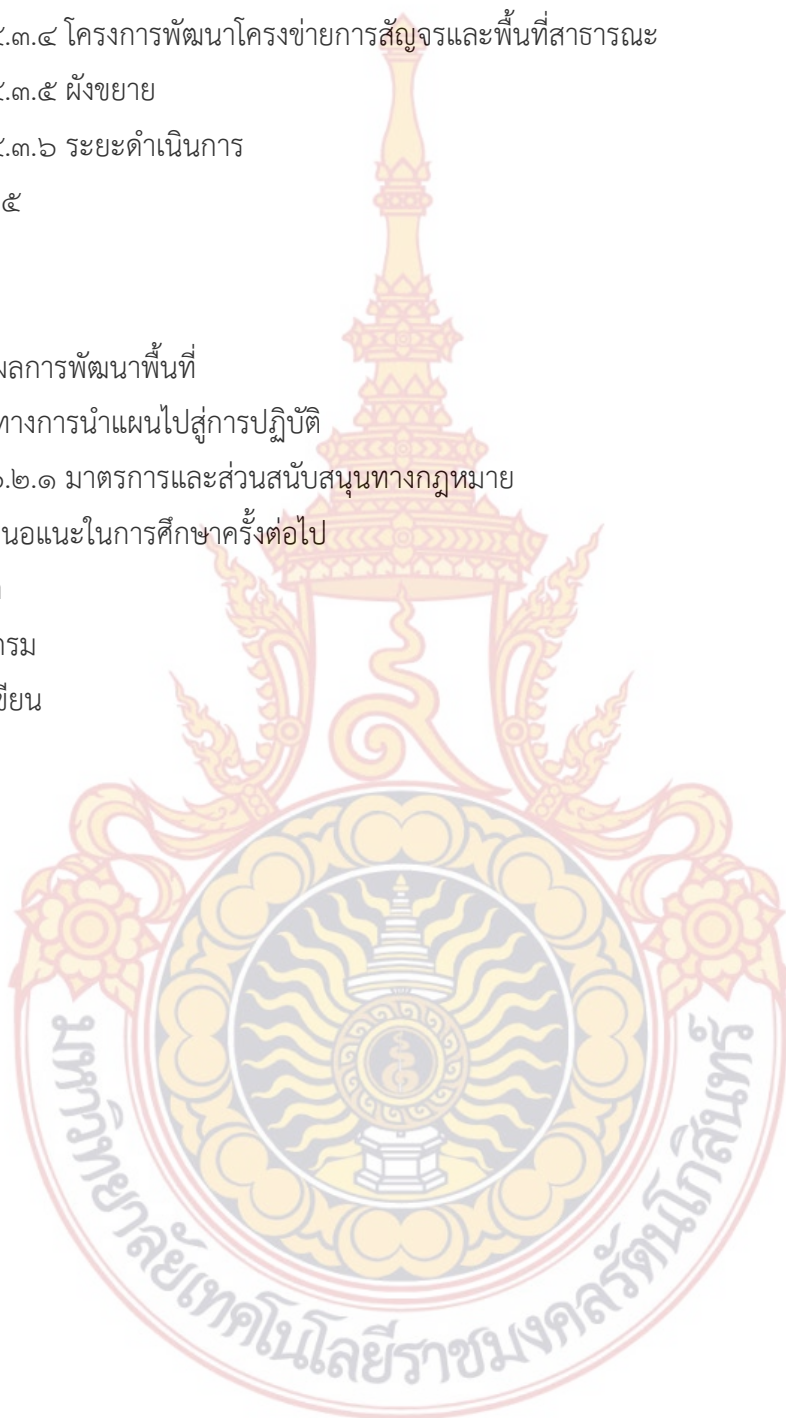 ๕.๓.๔ โครงการพัฒนาโครงข่ายการสัญจรและพื้นที่สาธารณะ
๕.๓.๕ ผังขยาย
๕.๓.๖ ระยะดำเนินการ
๕
ผลการพัฒนาพื้นที่
ทางการนำแผนไปสู่การปฏิบัติ
๖.๒.๑ มาตรการและส่วนสนับสนุนทางกฎหมาย
นอแนะในการศึกษาครั้งต่อไป
กรม
ขียน
มหาวิทยาลัยเทคโนโลยีราชมงคลรัตนโกสินทร์